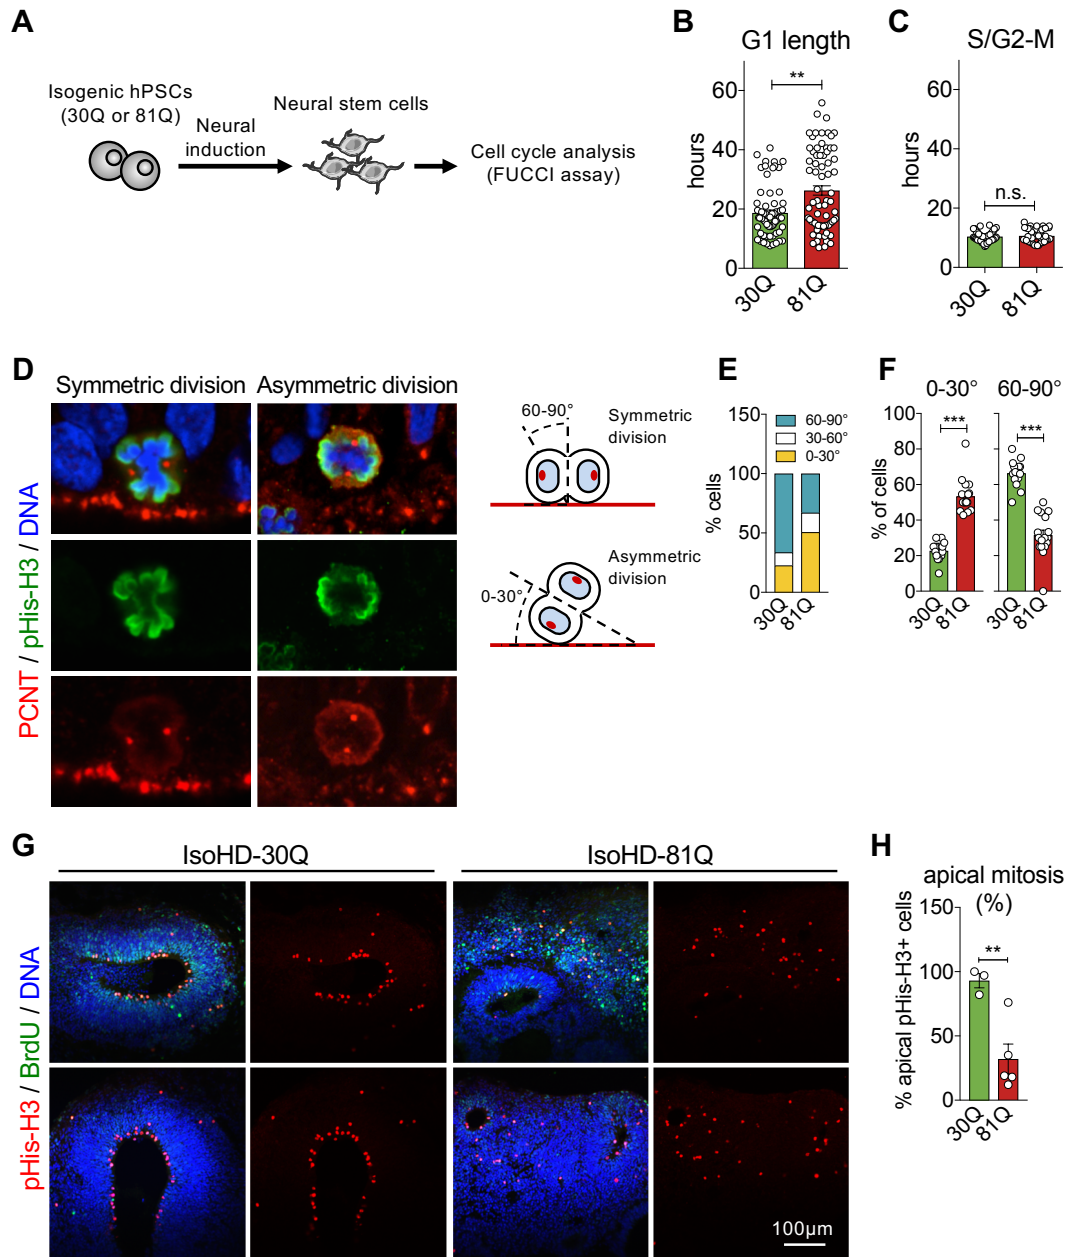 A
Isogenic hPSCs
(30Q or 81Q)
Neural
induction
Neural stem cells
Cell cycle analysis
(FUCCI assay)
B
G1 length
hours
60
40
20
0
**
30Q
81Q
C
S/G2-M
hours
60
40
20
0
n.s.
30Q
81Q
D
Symmetric division
Asymmetric division
PCNT / pHis-H3 / DNA
60-90°
Symmetric
division
0-30°
Asymmetric
division
E
150
100
50
0
% cells
60-90°
30-60°
0-30°
30Q
81Q
F
0-30°
60-90°
% of cells
100
80
60
40
20
0
***
***
30Q
81Q
30Q
81Q
G
IsoHD-30Q
IsoHD-81Q
pHis-H3 / BrdU / DNA
100µm
H
apical mitosis
(%)
% apical pHis-H3+ cells
150
100
50
0
**
30Q
81Q